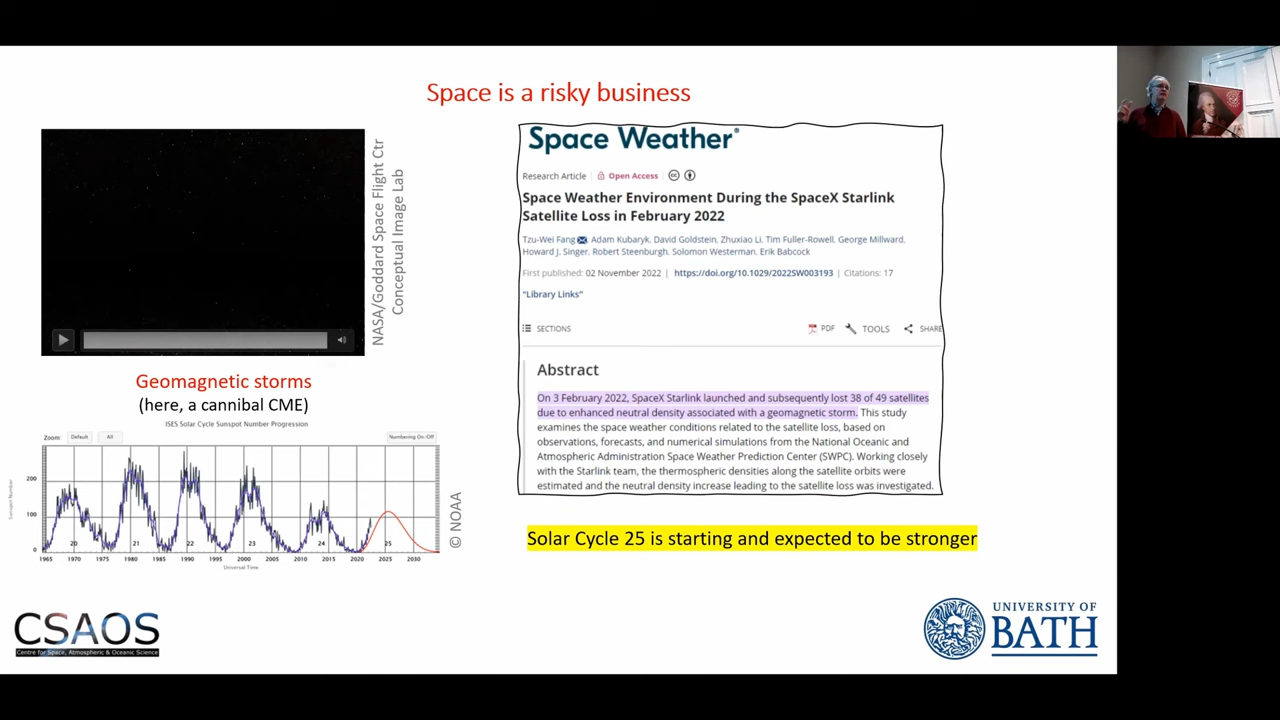 Space is a risky business
NASA/Goddard Space Flight Ctr
Conceptual Image Lab
Geomagnetic storms
(here, a cannibal CME)
ISES Solar Cycle Sunspot Number Progression
Zoom: Default All Numbering On/Off
Sunspot Number
200
100
0
20 21 22 23 24 25
1965 1970 1975 1980 1985 1990 1995 2000 2005 2010 2015 2020 2025 2030
Universal Time
© NOAA
Space Weather®
Research Article Open Access
Space Weather Environment During the SpaceX Starlink
Satellite Loss in February 2022
Tzu-Wei Fang, Adam Kubaryk, David Goldstein, Zhuxiao Li, Tim Fuller-Rowell, George Millward,
Howard J. Singer, Robert Steenburgh, Solomon Westerman, Erik Babcock
First published: 02 November 2022 | https://doi.org/10.1029/2022SW003193 | Citations: 17
"Library Links"
SECTIONS PDF TOOLS SHARE
Abstract
On 3 February 2022, SpaceX Starlink launched and subsequently lost 38 of 49 satellites
due to enhanced neutral density associated with a geomagnetic storm. This study
examines the space weather conditions related to the satellite loss, based on
observations, forecasts, and numerical simulations from the National Oceanic and
Atmospheric Administration Space Weather Prediction Center (SWPC). Working closely
with the Starlink team, the thermospheric densities along the satellite orbits were
estimated and the neutral density increase leading to the satellite loss was investigated.
Solar Cycle 25 is starting and expected to be stronger
CSAOS
Centre for Space, Atmospheric & Oceanic Science
UNIVERSITY OF
BATH